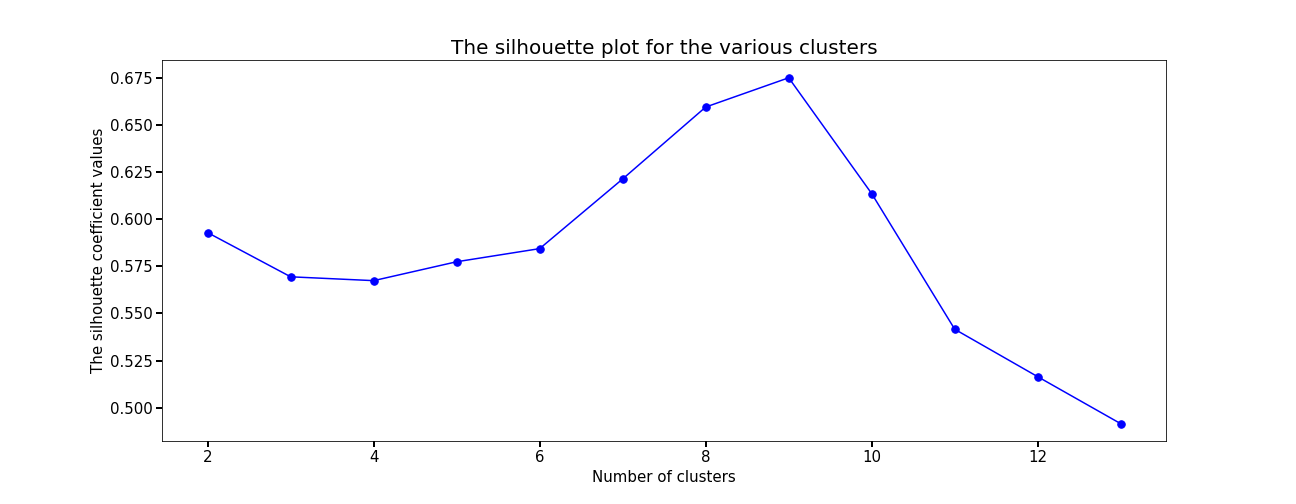 The silhouette plot for the various clusters
The silhouette coefficient values
0.675
0.650
0.625
0.600
0.575
0.550
0.525
0.500
2 4 6 8 10 12
Number of clusters